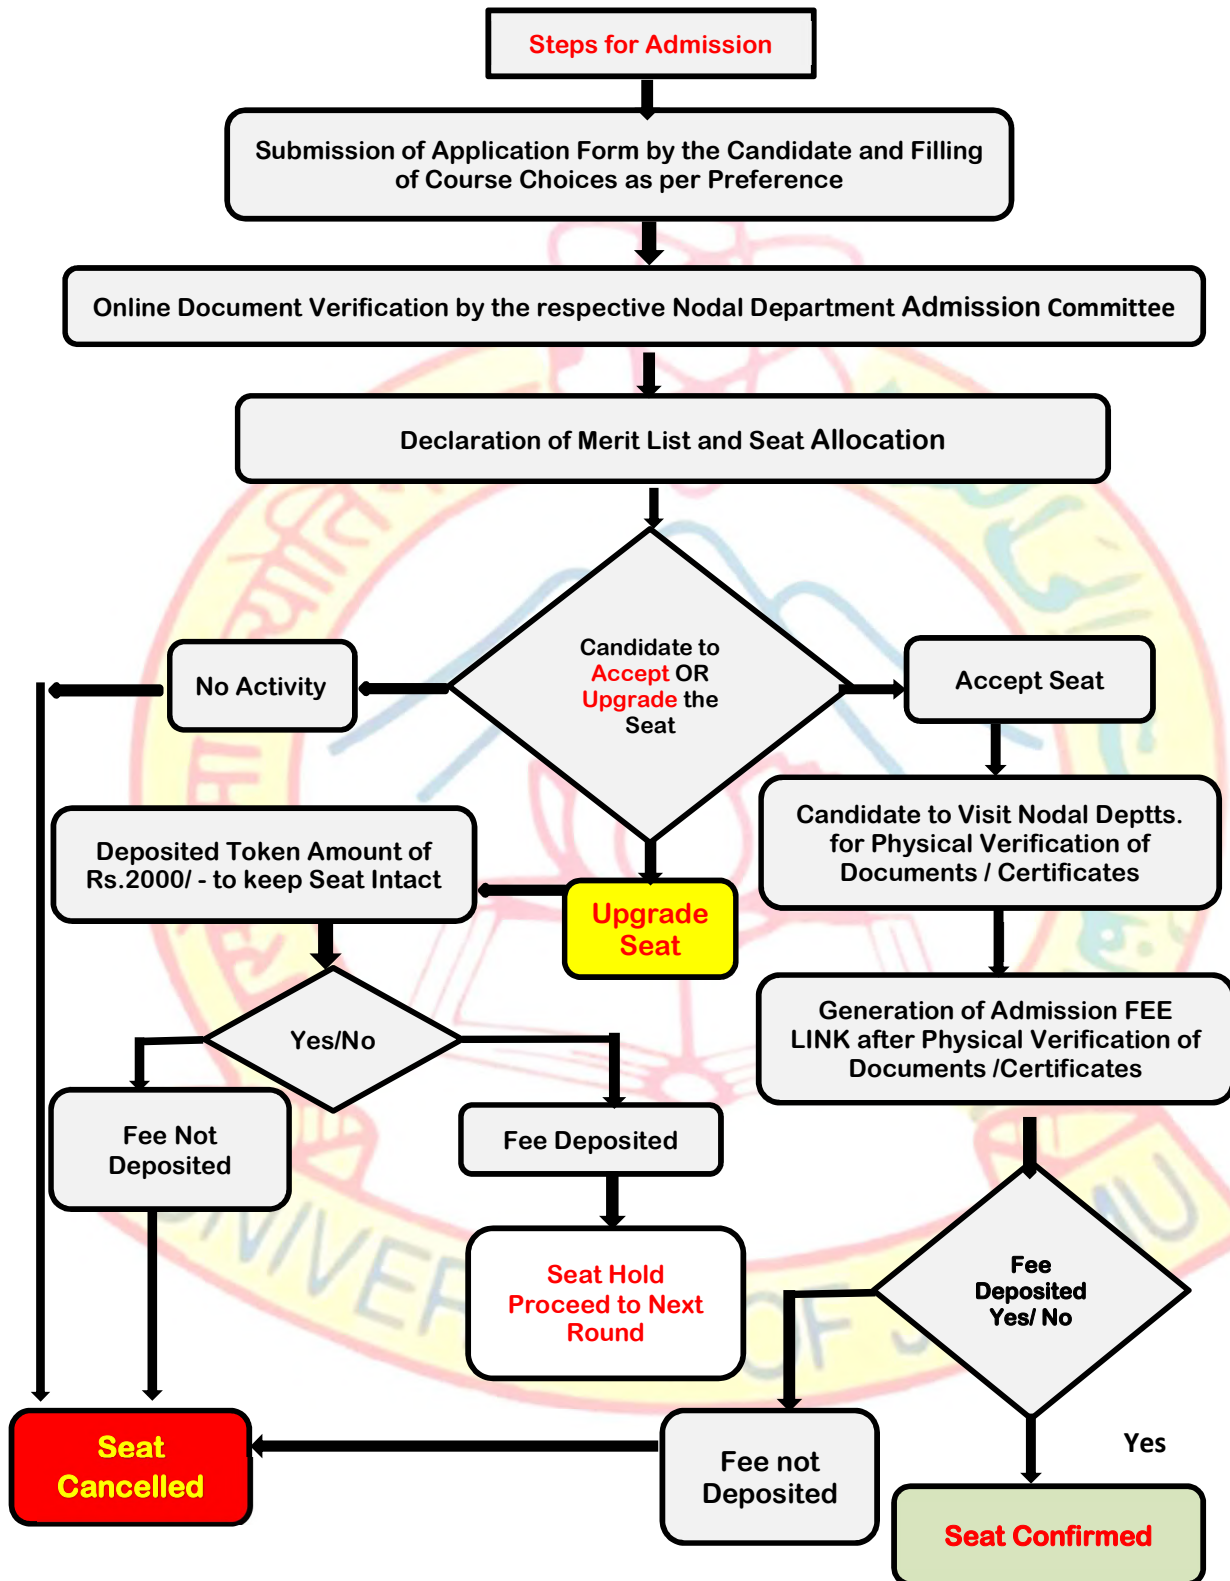 Steps for Admission
Submission of Application Form by the Candidate and Filling
of Course Choices as per Preference
Online Document Verification by the respective Nodal Department Admission Committee
Declaration of Merit List and Seat Allocation
Candidate to
Accept OR
Upgrade the
Seat
No Activity
Accept Seat
Candidate to Visit Nodal Deptts.
for Physical Verification of
Documents / Certificates
Deposited Token Amount of
Rs.2000/ - to keep Seat Intact
Upgrade
Seat
Generation of Admission FEE
LINK after Physical Verification of
Documents /Certificates
Yes/No
Fee Not
Deposited
Fee Deposited
Seat Hold
Proceed to Next
Round
Fee
Deposited
Yes/ No
Seat
Cancelled
Fee not
Deposited
Yes
Seat Confirmed